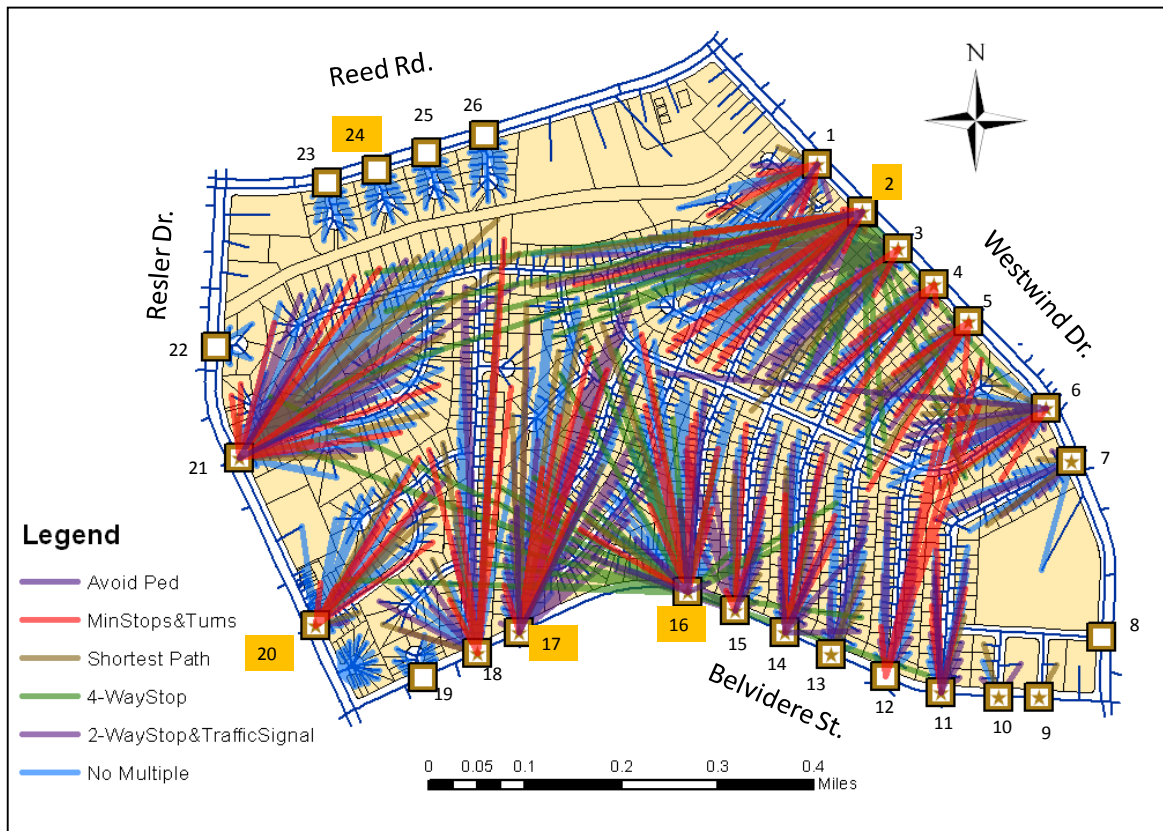 Reed Rd.
N
26
25
24
23
1
2
3
4
5
Westwind Dr.
Resler Dr.
22
6
7
21
Legend
Avoid Ped
MinStops&Turns
Shortest Path
4-WayStop
2-WayStop&TrafficSignal
No Multiple
20
19
18
17
16
15
14
13
12
11
10
9
8
Belvidere St.
0 0.05 0.1 0.2 0.3 0.4
Miles